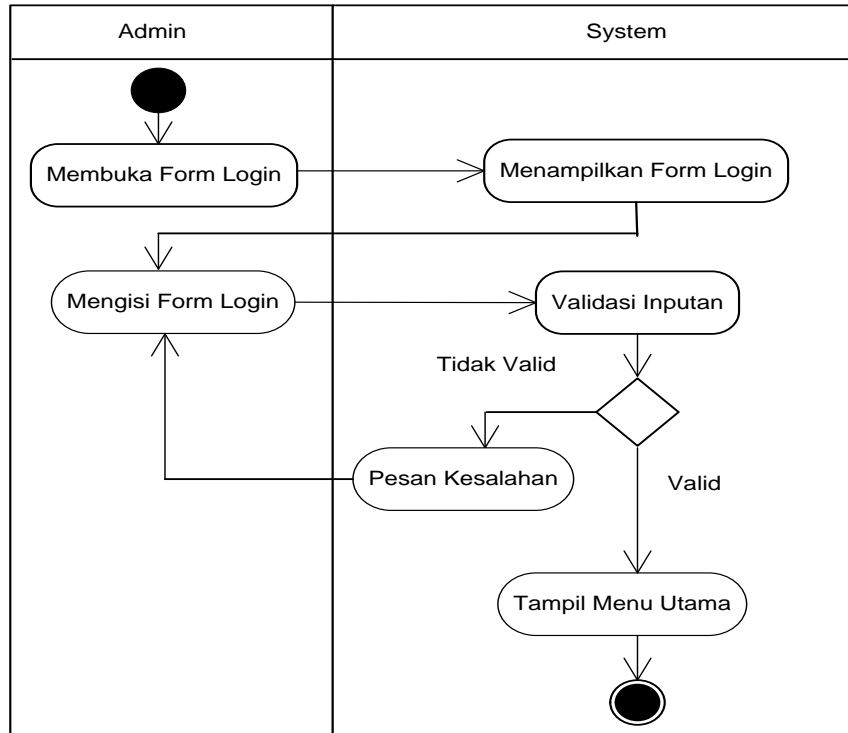 Admin
System
Membuka Form Login
Menampilkan Form Login
Mengisi Form Login
Validasi Inputan
Tidak Valid
Pesan Kesalahan
Valid
Tampil Menu Utama